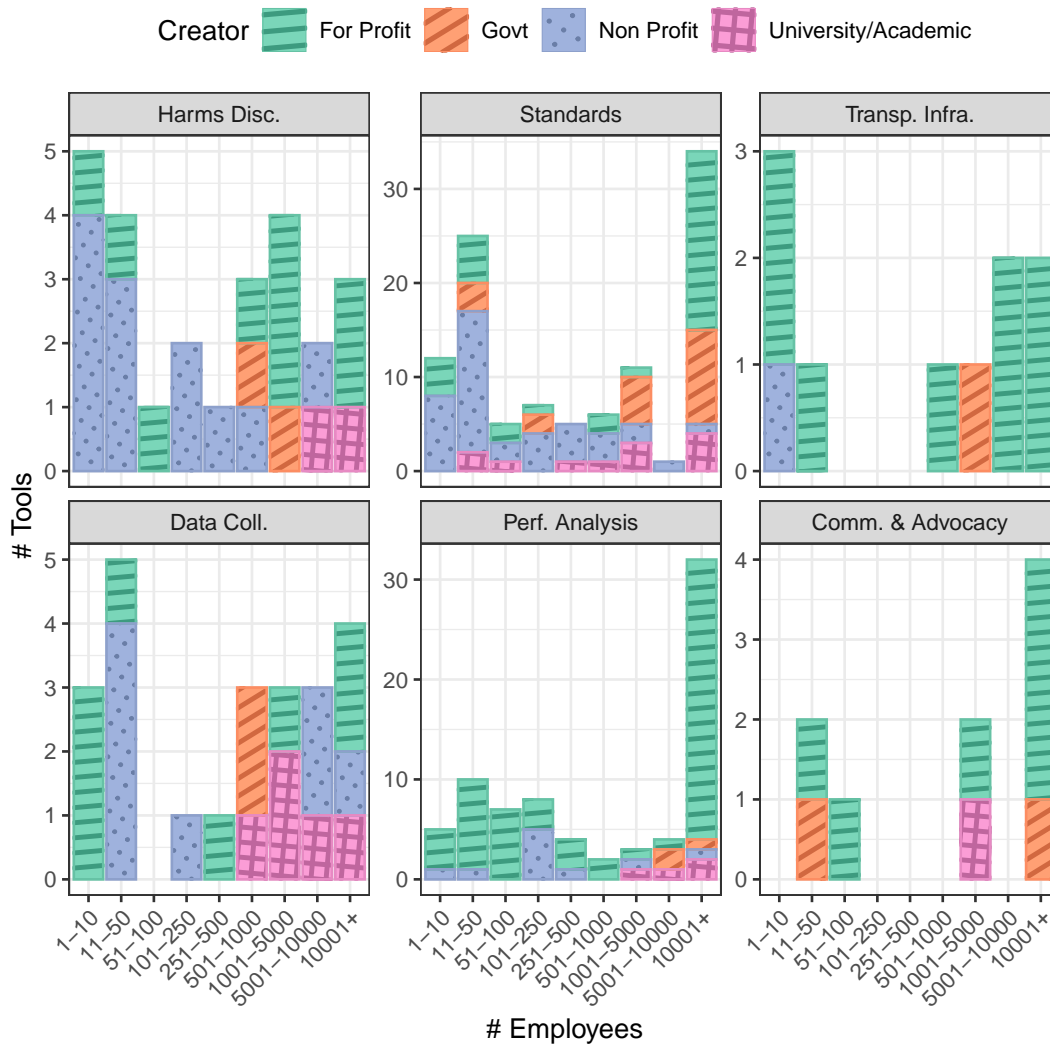 Creator For Profit Govt Non Profit University/Academic
Harms Disc. Standards Transp. Infra.
5 4 3 2 1 0
30 20 10 0
3 2 1 0
# Tools
Data Coll. Perf. Analysis Comm. & Advocacy
5 4 3 2 1 0
30 20 10 0
4 3 2 1 0
1−10 11−50 51−100 101−250 251−500 501−1000 1001−5000 5001−10000 10001+
1−10 11−50 51−100 101−250 251−500 501−1000 1001−5000 5001−10000 10001+
1−10 11−50 51−100 101−250 251−500 501−1000 1001−5000 5001−10000 10001+
# Employees